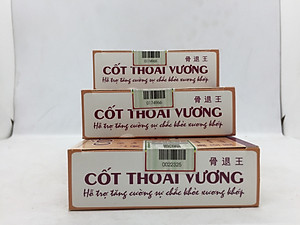 骨退王
CỐT THOÁI VƯƠNG
Hỗ trợ tăng cường sự chắc khỏe xương khớp
骨退王
CỐT THOÁI VƯƠNG
Hỗ trợ tăng cường sự chắc khỏe xương khớp
骨退王
CỐT THOÁI VƯƠNG
0022325
Hỗ trợ tăng cường sự chắc khỏe xương khớp